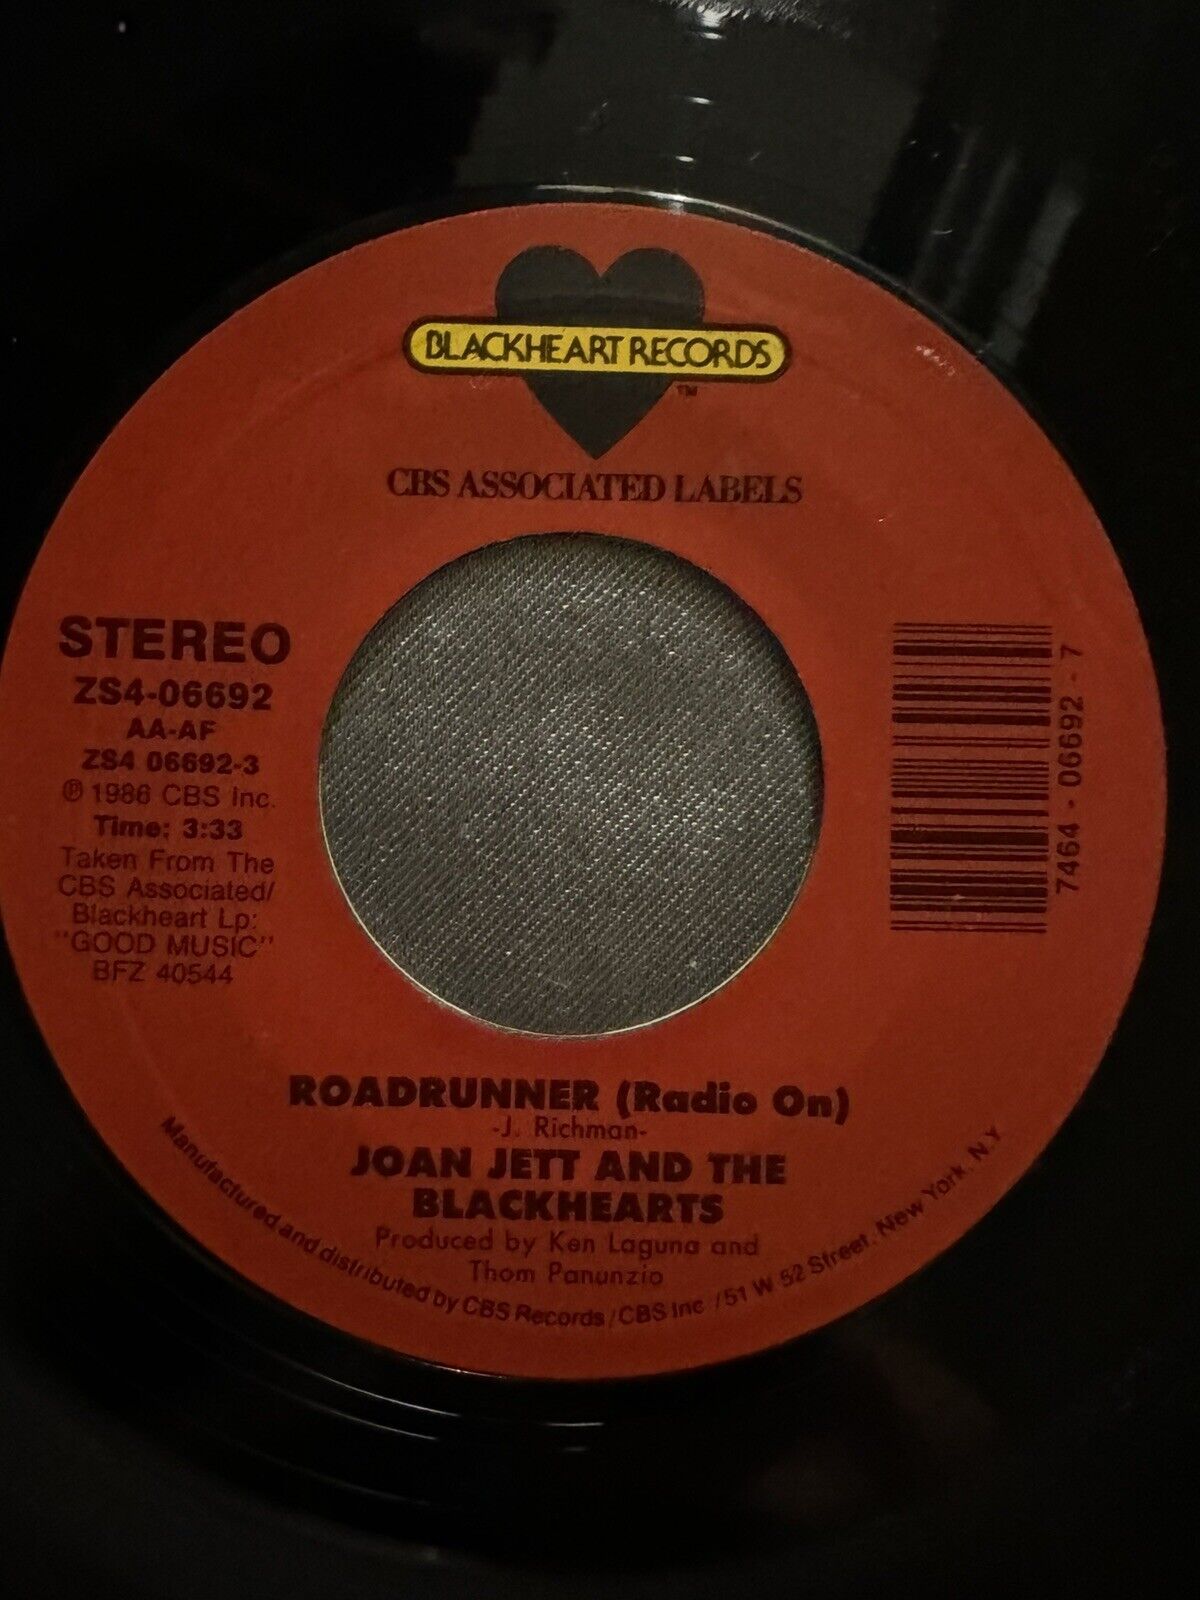 BLACKHEART RECORDS
TM
CBS ASSOCIATED LABELS
STEREO
ZS4-06692
AA-AF
ZS4 06692-3
℗ 1986 CBS Inc.
Time: 3:33
Taken From The
CBS Associated/
Blackheart Lp:
"GOOD MUSIC"
BFZ 40544
7464 - 06692 - 7
ROADRUNNER (Radio On)
-J. Richman-
JOAN JETT AND THE
BLACKHEARTS
Produced by Ken Laguna and
Thom Panunzio
Manufactured and distributed by CBS Records / CBS Inc / 51 W. 52 Street, New York, N.Y